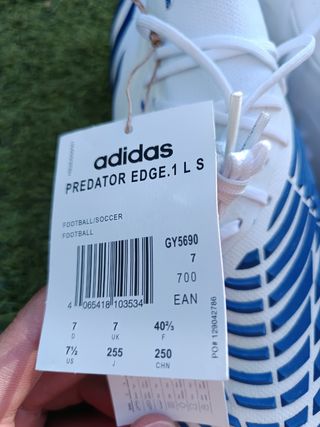 adidas
PREDATOR EDGE.1 L S
FOOTBALL/SOCCER
FOOTBALL
GY5690
7
700
EAN
4 065418 103534
7 7 40⅔
D UK F
7½ 255 250
US J CHN
PO# 129042786